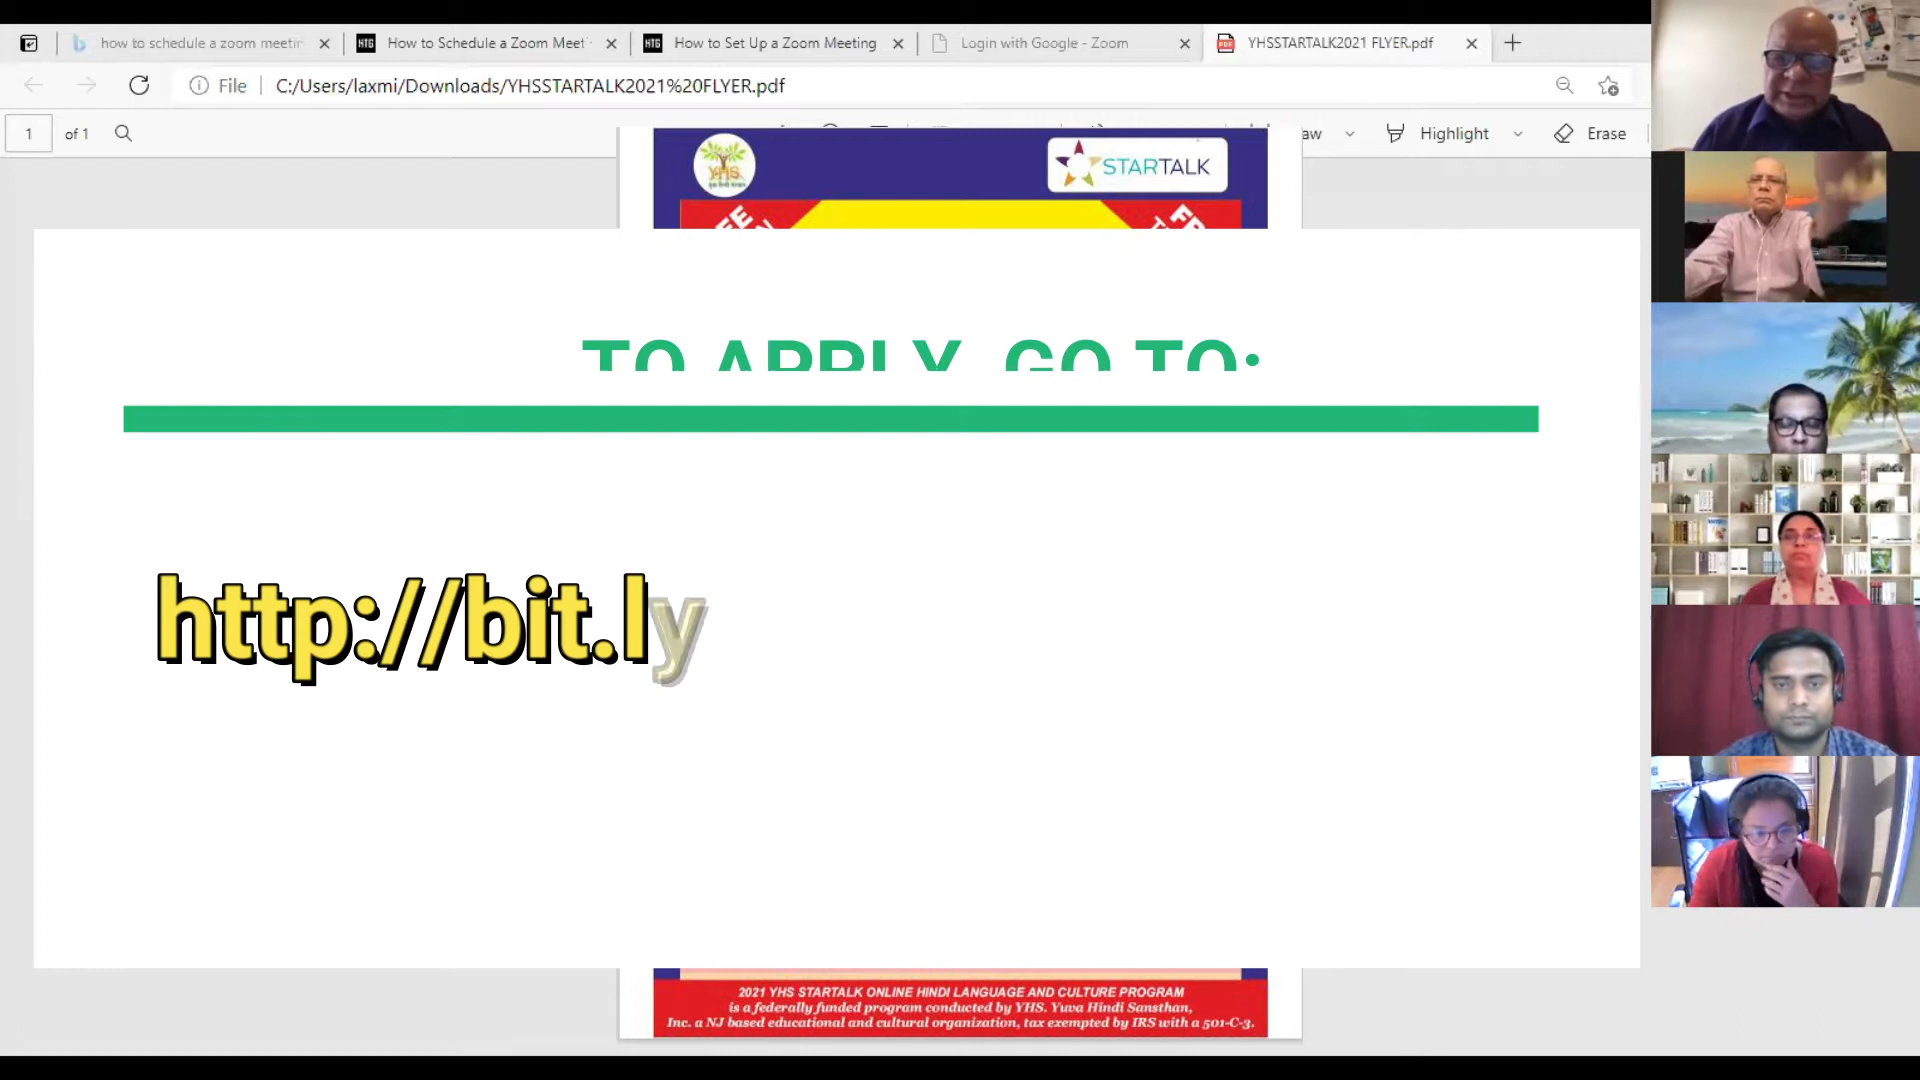 how to schedule a zoom meetin
How to Schedule a Zoom Meet
How to Set Up a Zoom Meeting
Login with Google - Zoom
YHSSTARTALK2021 FLYER.pdf
File
C:/Users/laxmi/Downloads/YHSSTARTALK2021%20FLYER.pdf
1 of 1
aw
Highlight
Erase
YHS
STARTALK
TO APPLY, GO TO:
http://bit.ly
2021 YHS STARTALK ONLINE HINDI LANGUAGE AND CULTURE PROGRAM
is a federally funded program conducted by YHS. Yuva Hindi Sansthan,
Inc. a NJ based educational and cultural organization, tax exempted by IRS with a 501-C-3.